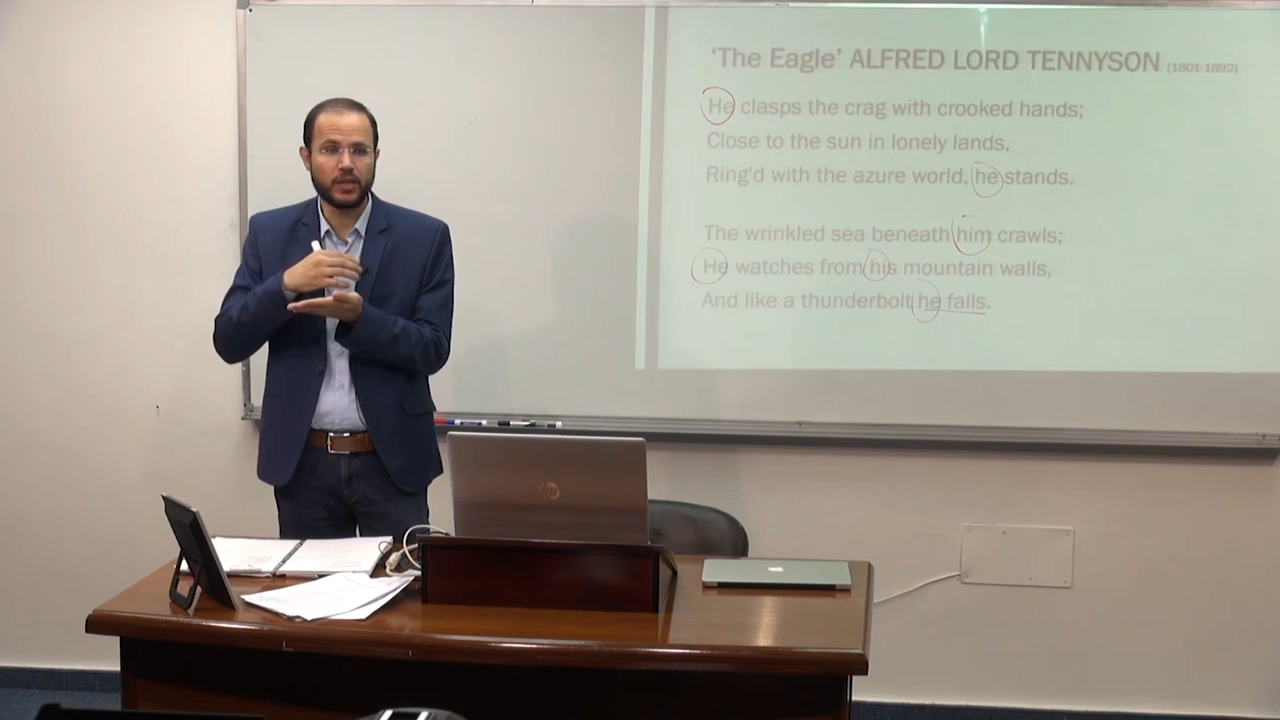 ‘The Eagle’ ALFRED LORD TENNYSON (1801-1892)
He clasps the crag with crooked hands;
Close to the sun in lonely lands,
Ring'd with the azure world, he stands.
The wrinkled sea beneath him crawls;
He watches from his mountain walls,
And like a thunderbolt he falls.
hp